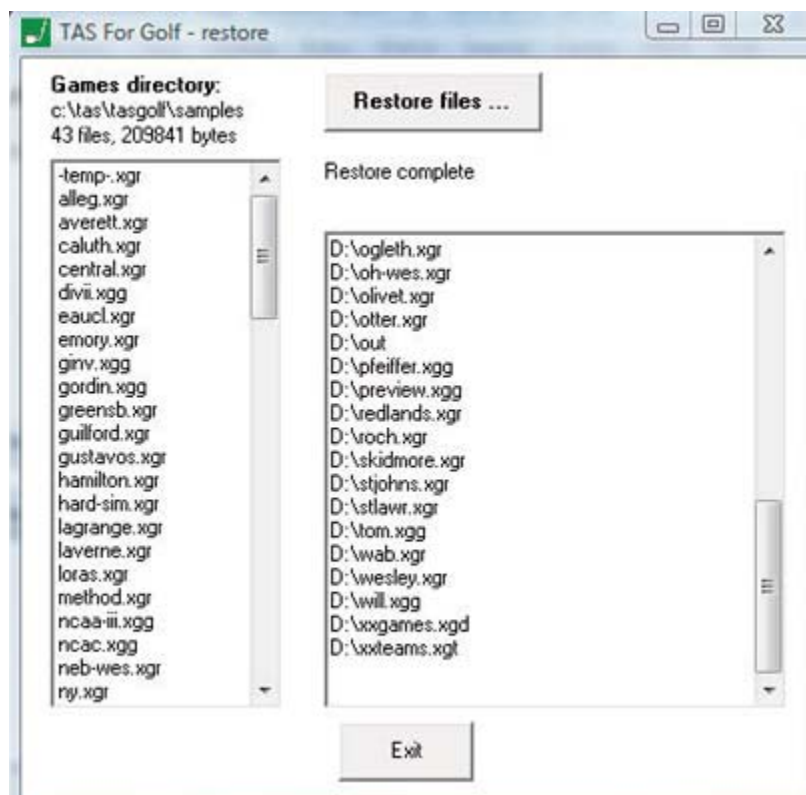 TAS For Golf - restore
Games directory:
c:\tas\tasgolf\samples
43 files, 209841 bytes
-temp-.xgr
alleg.xgr
averett.xgr
caluth.xgr
central.xgr
divii.xgg
eaucl.xgr
emory.xgr
ginv.xgg
gordin.xgg
greensb.xgr
guilford.xgr
gustavos.xgr
hamilton.xgr
hard-sim.xgr
lagrange.xgr
laverne.xgr
loras.xgr
method.xgr
ncaa-iii.xgg
ncac.xgg
neb-wes.xgr
ny.xgr
Restore files ...
Restore complete
D:\ogleth.xgr
D:\oh-wes.xgr
D:\olivet.xgr
D:\otter.xgr
D:\out
D:\pfeiffer.xgg
D:\preview.xgg
D:\redlands.xgr
D:\roch.xgr
D:\skidmore.xgr
D:\stjohns.xgr
D:\stlawr.xgr
D:\tom.xgg
D:\wab.xgr
D:\wesley.xgr
D:\will.xgg
D:\xxgames.xgd
D:\xxteams.xgt
Exit